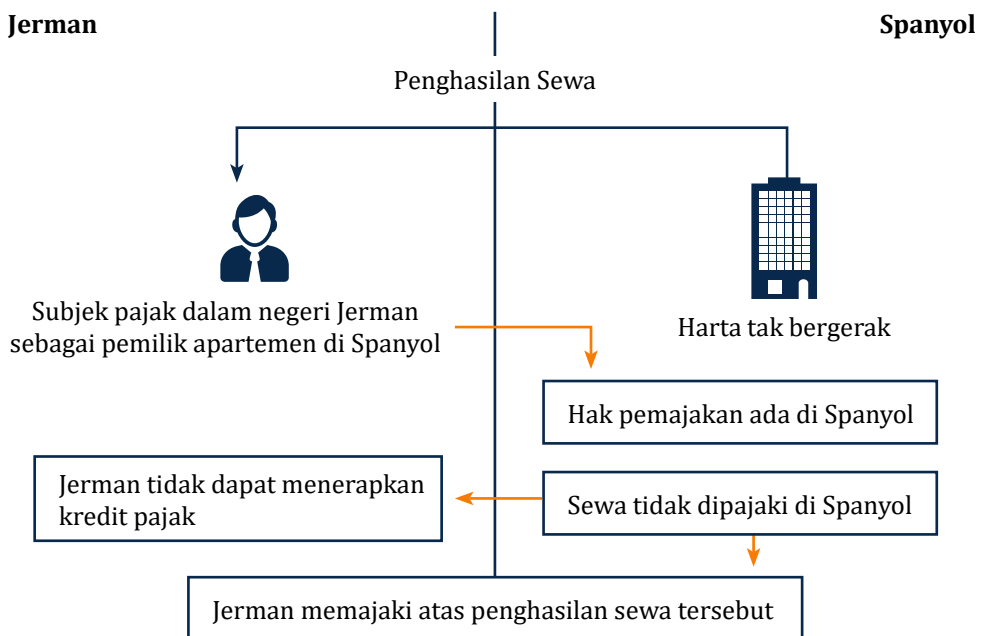 Jerman
Spanyol
Penghasilan Sewa
Subjek pajak dalam negeri Jerman
sebagai pemilik apartemen di Spanyol
Harta tak bergerak
Hak pemajakan ada di Spanyol
Jerman tidak dapat menerapkan
kredit pajak
Sewa tidak dipajaki di Spanyol
Jerman memajaki atas penghasilan sewa tersebut